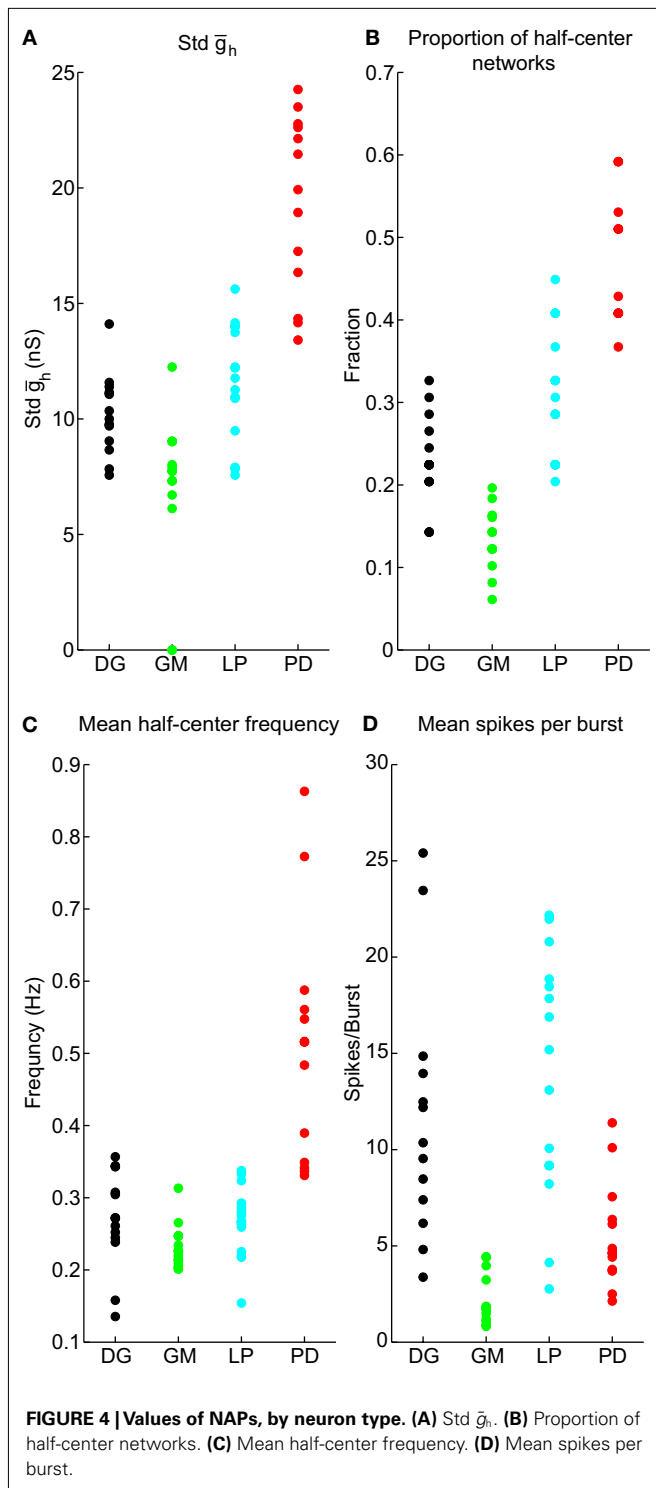 A
Std g̅h
Std g̅h (nS)
25
20
15
10
5
0
DG GM LP PD
B
Proportion of half-center
networks
Fraction
0.7
0.6
0.5
0.4
0.3
0.2
0.1
0
DG GM LP PD
C
Mean half-center frequency
Frequncy (Hz)
0.9
0.8
0.7
0.6
0.5
0.4
0.3
0.2
0.1
DG GM LP PD
D
Mean spikes per burst
Spikes/Burst
30
25
20
15
10
5
0
DG GM LP PD
FIGURE 4 | Values of NAPs, by neuron type. (A) Std g̅h. (B) Proportion of
half-center networks. (C) Mean half-center frequency. (D) Mean spikes per
burst.